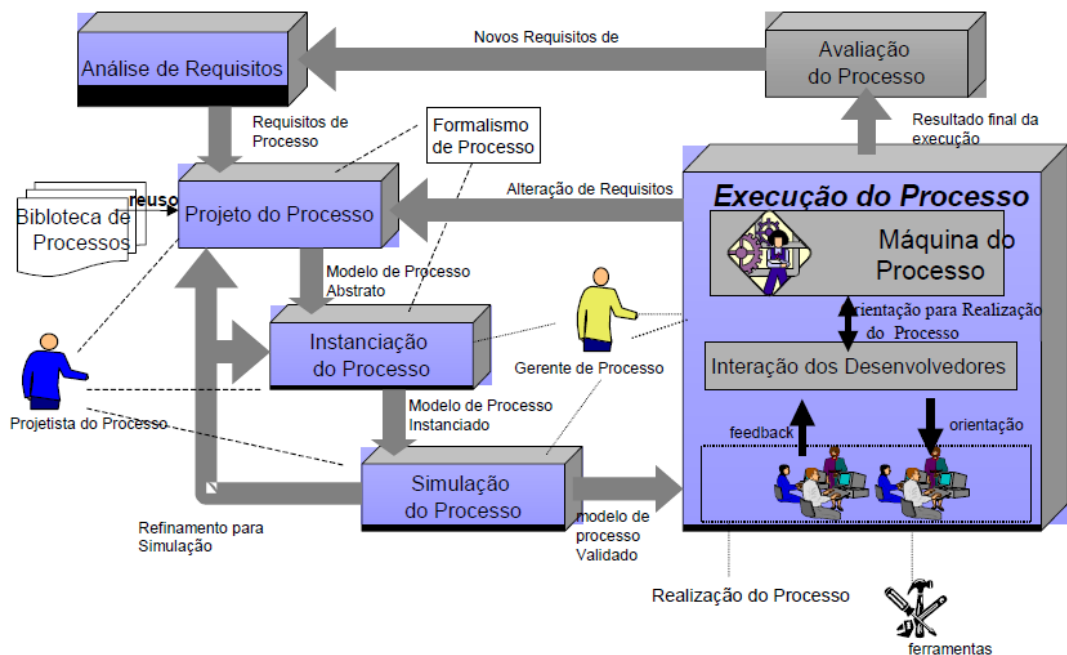 Novos Requisitos de
Análise de Requisitos
Avaliação
do Processo
Requisitos de
Processo
Formalismo
de Processo
Resultado final da
execução
reuso
Bibloteca de
Processos
Projeto do Processo
Alteração de Requisitos
Execução do Processo
Máquina do
Processo
Modelo de Processo
Abstrato
orientação para Realização
do Processo
Instanciação
do Processo
Gerente de Processo
Interação dos Desenvolvedores
Projetista do Processo
Modelo de Processo
Instanciado
feedback
orientação
Simulação
do Processo
Refinamento para
Simulação
modelo de
processo
Validado
Realização do Processo
ferramentas